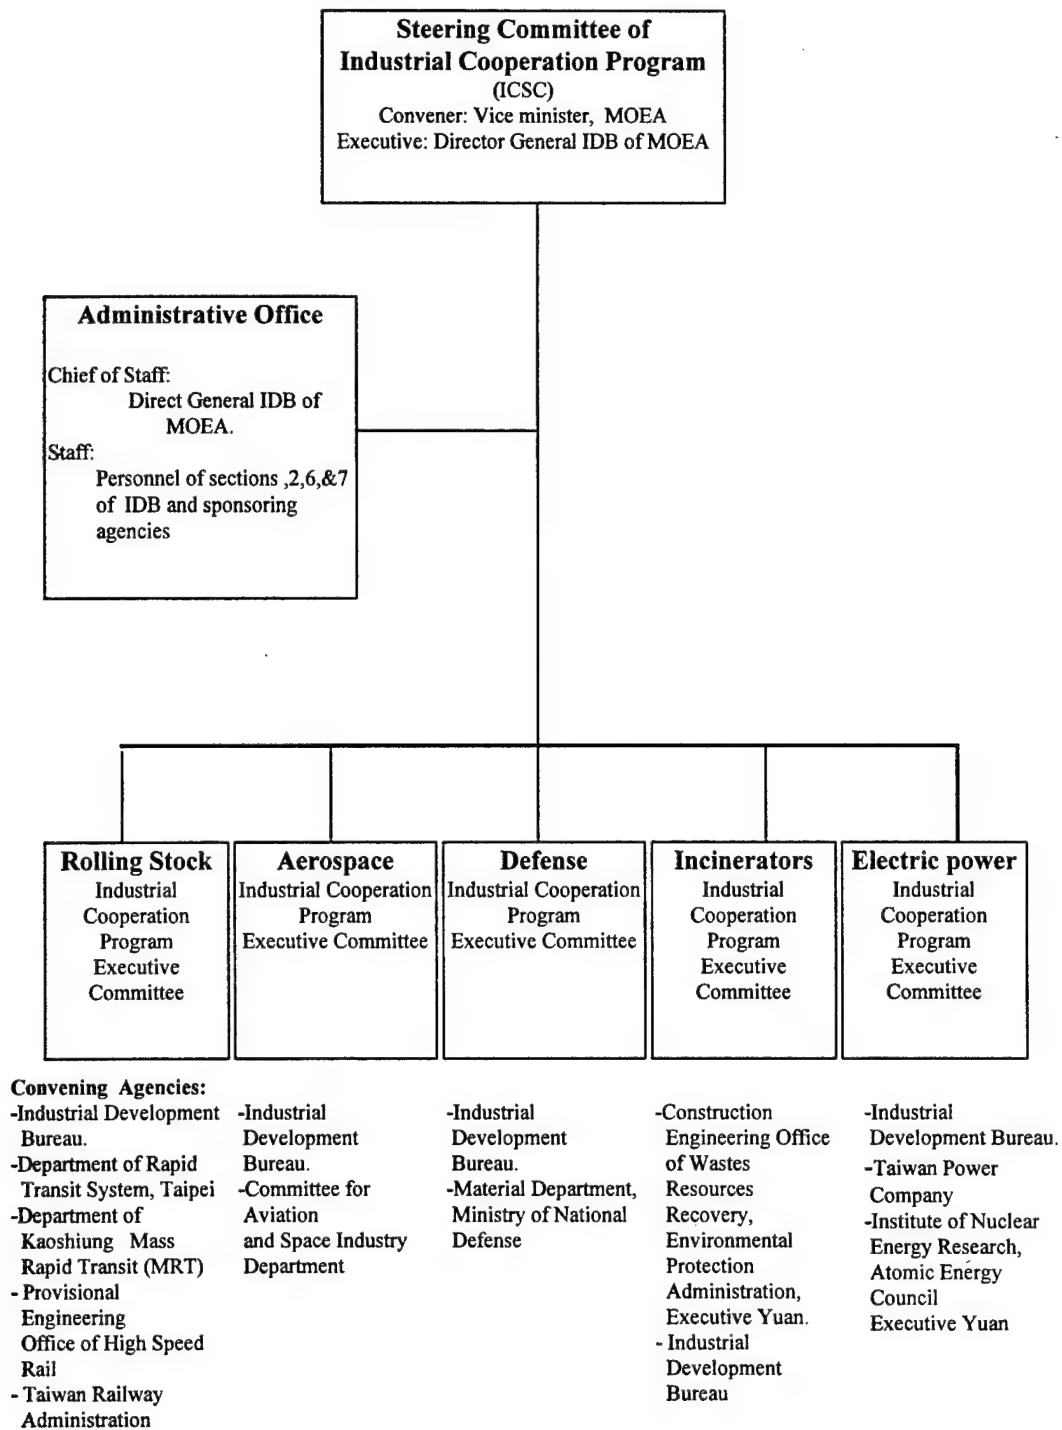 Steering Committee of
Industrial Cooperation Program
(ICSC)
Convener: Vice minister, MOEA
Executive: Director General IDB of MOEA
Administrative Office
Chief of Staff:
Direct General IDB of
MOEA.
Staff:
Personnel of sections ,2,6,&7
of IDB and sponsoring
agencies
Rolling Stock
Industrial
Cooperation
Program
Executive
Committee
Aerospace
Industrial Cooperation
Program
Executive Committee
Defense
Industrial Cooperation
Program
Executive Committee
Incinerators
Industrial
Cooperation
Program
Executive
Committee
Electric power
Industrial
Cooperation
Program
Executive
Committee
Convening Agencies:
-Industrial Development
Bureau.
-Department of Rapid
Transit System, Taipei
-Department of
Kaoshiung Mass
Rapid Transit (MRT)
- Provisional
Engineering
Office of High Speed
Rail
- Taiwan Railway
Administration
-Industrial
Development
Bureau.
-Committee for
Aviation
and Space Industry
Department
-Industrial
Development
Bureau.
-Material Department,
Ministry of National
Defense
-Construction
Engineering Office
of Wastes
Resources
Recovery,
Environmental
Protection
Administration,
Executive Yuan.
- Industrial
Development
Bureau
-Industrial
Development Bureau.
-Taiwan Power
Company
-Institute of Nuclear
Energy Research,
Atomic Energy
Council
Executive Yuan